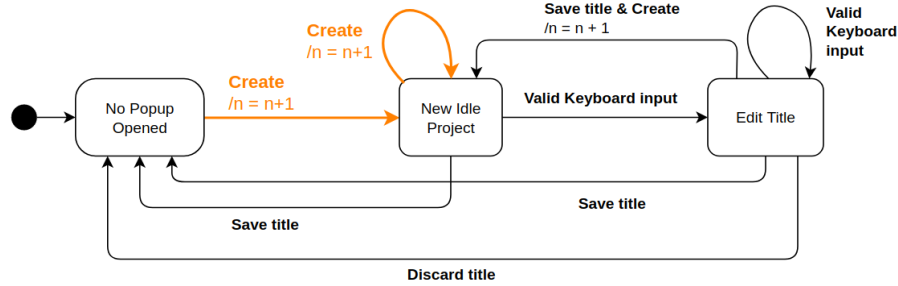 Save title & Create
/n = n + 1
Valid
Keyboard
input
Create
/n = n+1
Create
/n = n+1
No Popup
Opened
New Idle
Project
Valid Keyboard input
Edit Title
Save title
Save title
Discard title